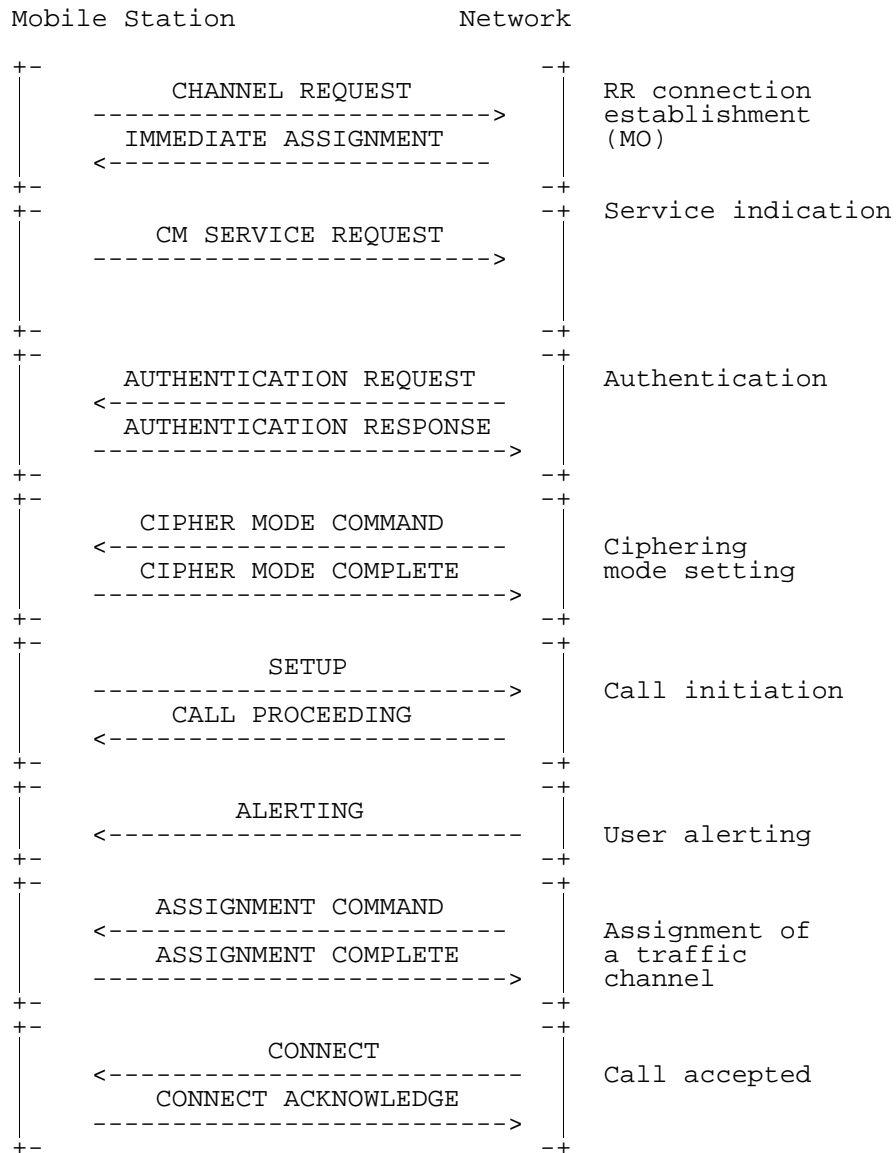 Mobile Station Network
CHANNEL REQUEST RR connection
establishment
IMMEDIATE ASSIGNMENT (MO)
Service indication
CM SERVICE REQUEST
AUTHENTICATION REQUEST Authentication
AUTHENTICATION RESPONSE
CIPHER MODE COMMAND
Ciphering
CIPHER MODE COMPLETE mode setting
SETUP
Call initiation
CALL PROCEEDING
ALERTING
User alerting
ASSIGNMENT COMMAND
Assignment of
ASSIGNMENT COMPLETE a traffic
channel
CONNECT
Call accepted
CONNECT ACKNOWLEDGE